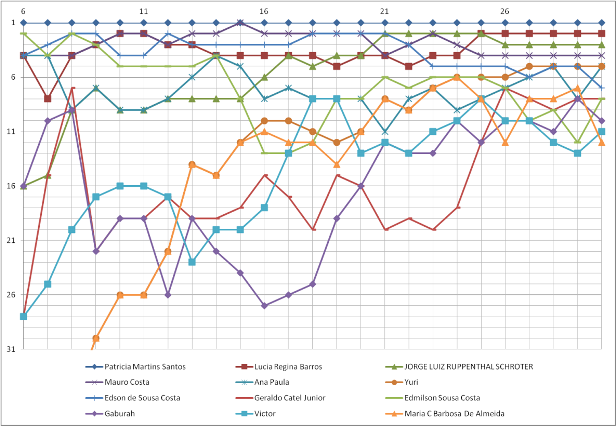 6 11 16 21 26
1
6
11
16
21
26
31
Patricia Martins Santos Lucia Regina Barros JORGE LUIZ RUPPENTHAL SCHROTER
Mauro Costa Ana Paula Yuri
Edson de Sousa Costa Geraldo Catel Junior Edmilson Sousa Costa
Gaburah Victor Maria C Barbosa De Almeida